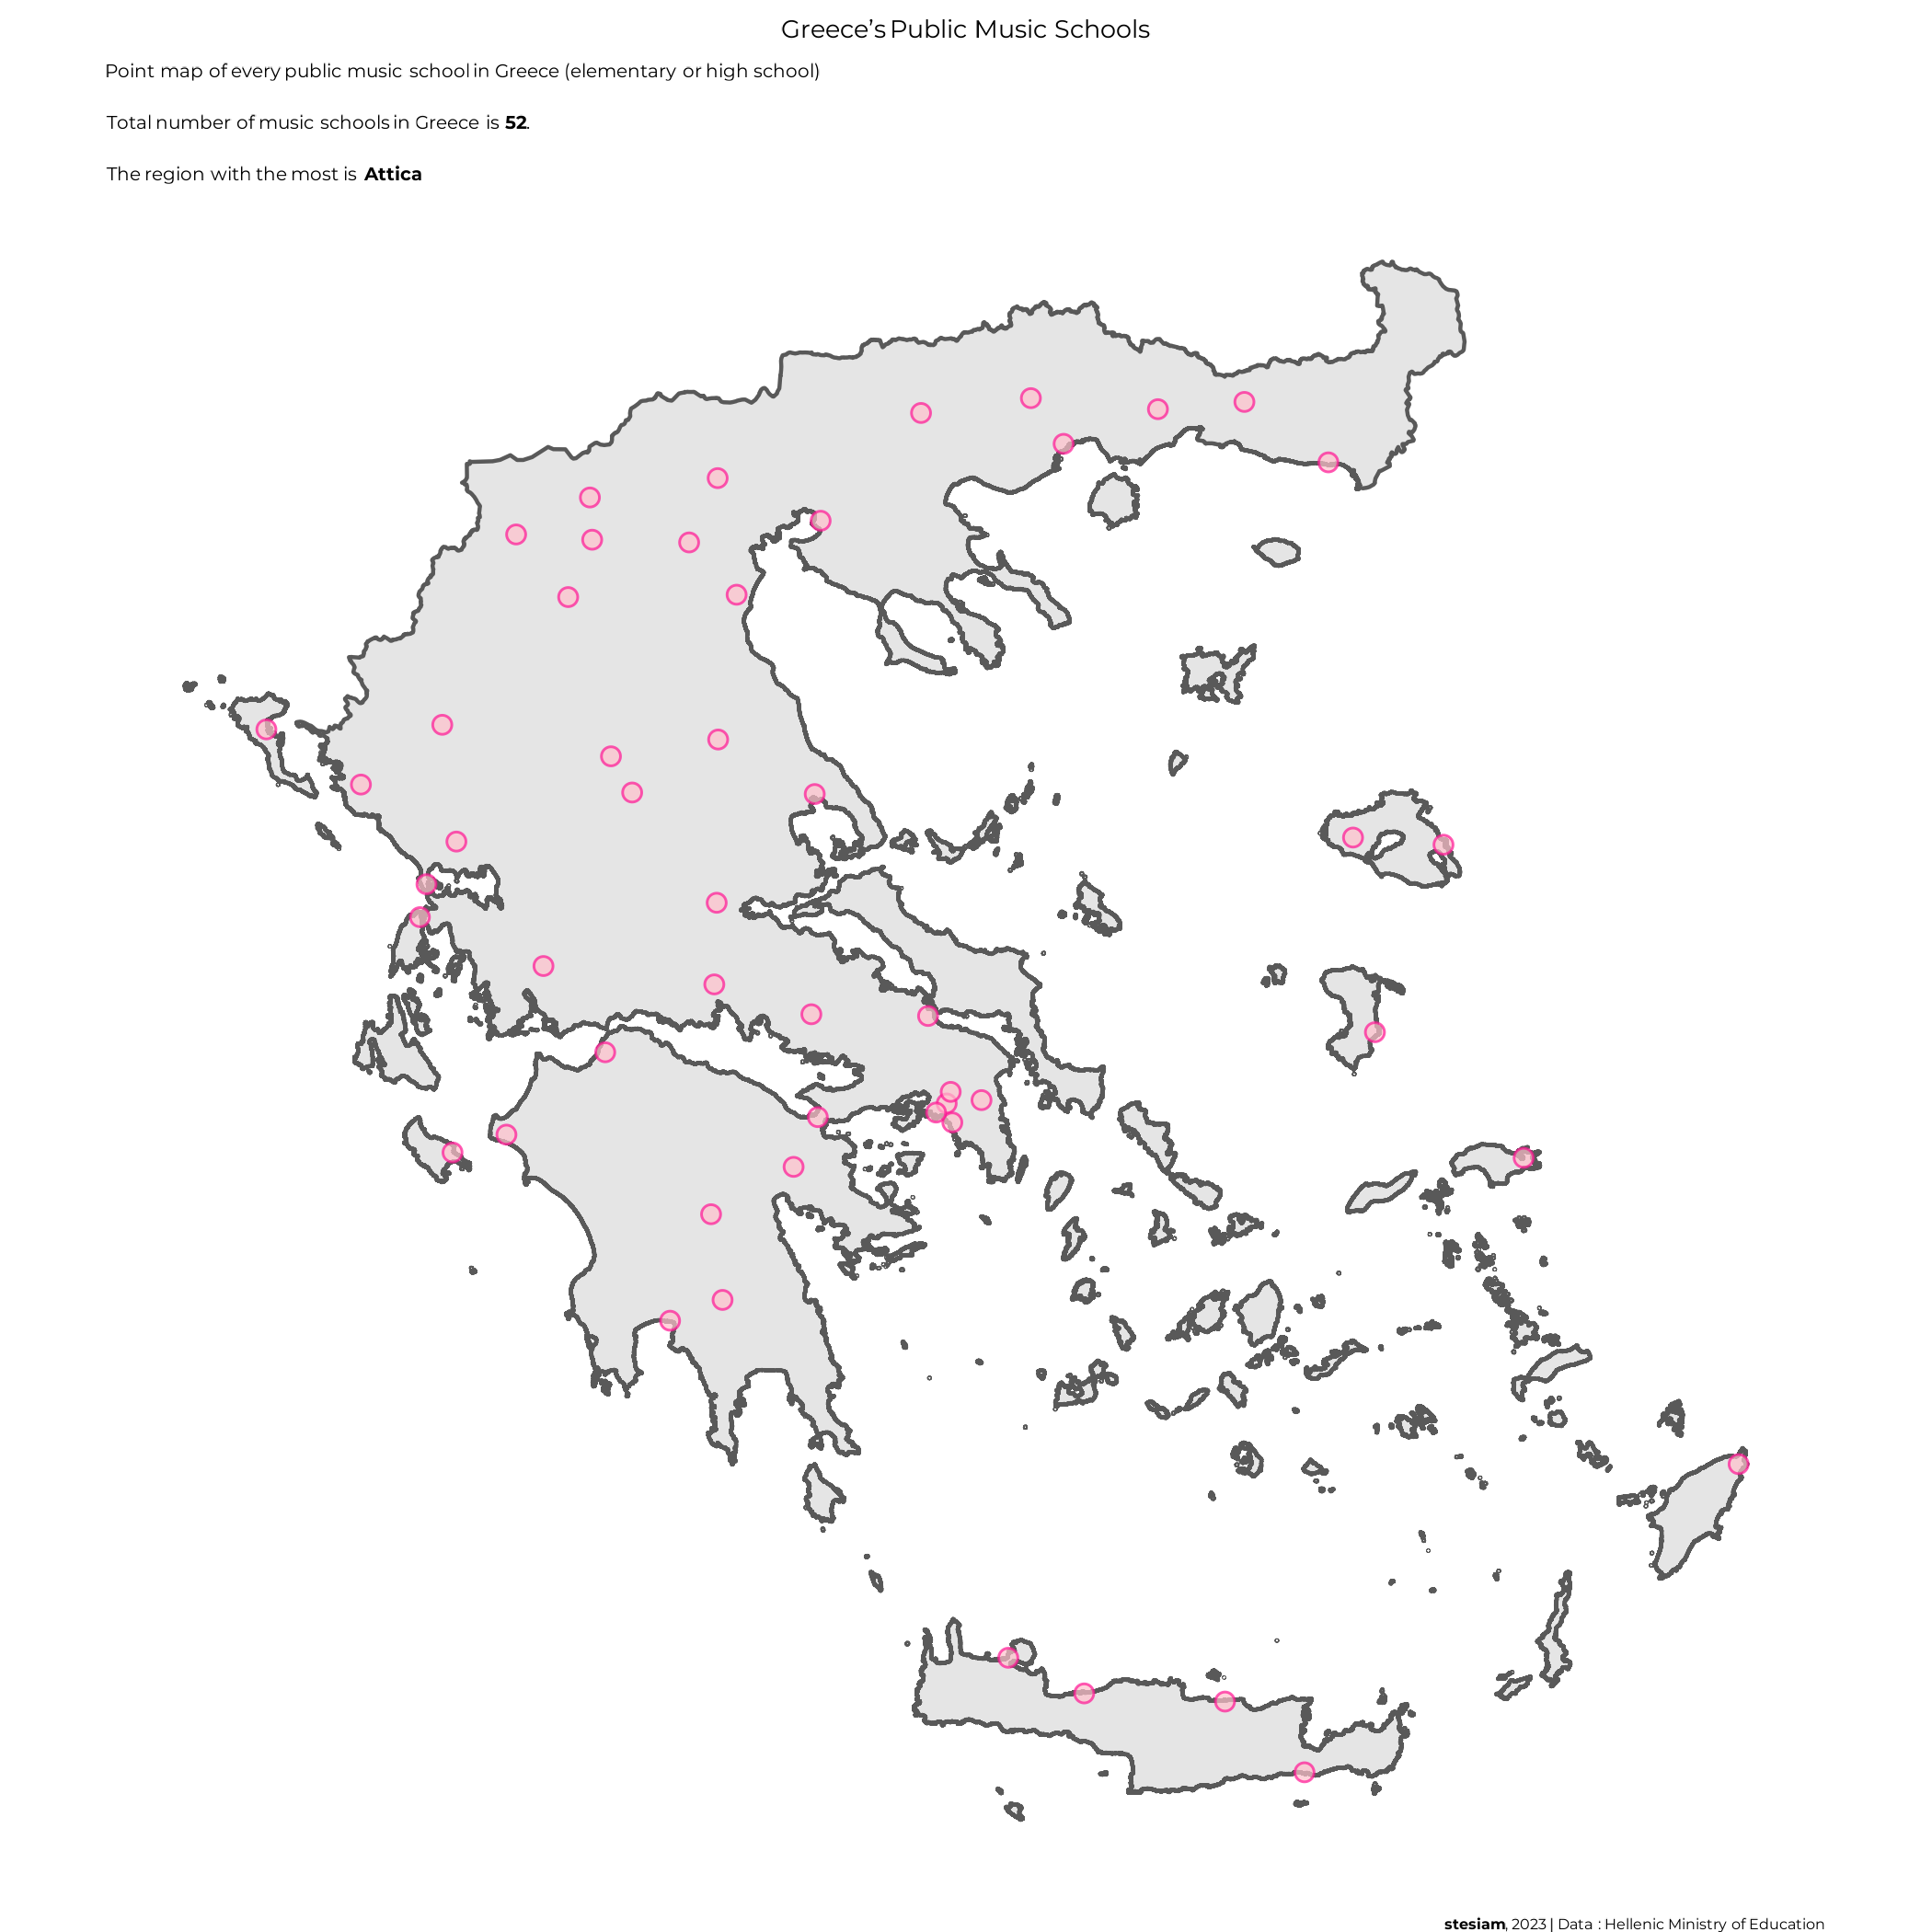 Greece's Public Music Schools
Point map of every public music school in Greece (elementary or high school)
Total number of music schools in Greece is 52.
The region with the most is Attica
stesiam, 2023 | Data : Hellenic Ministry of Education